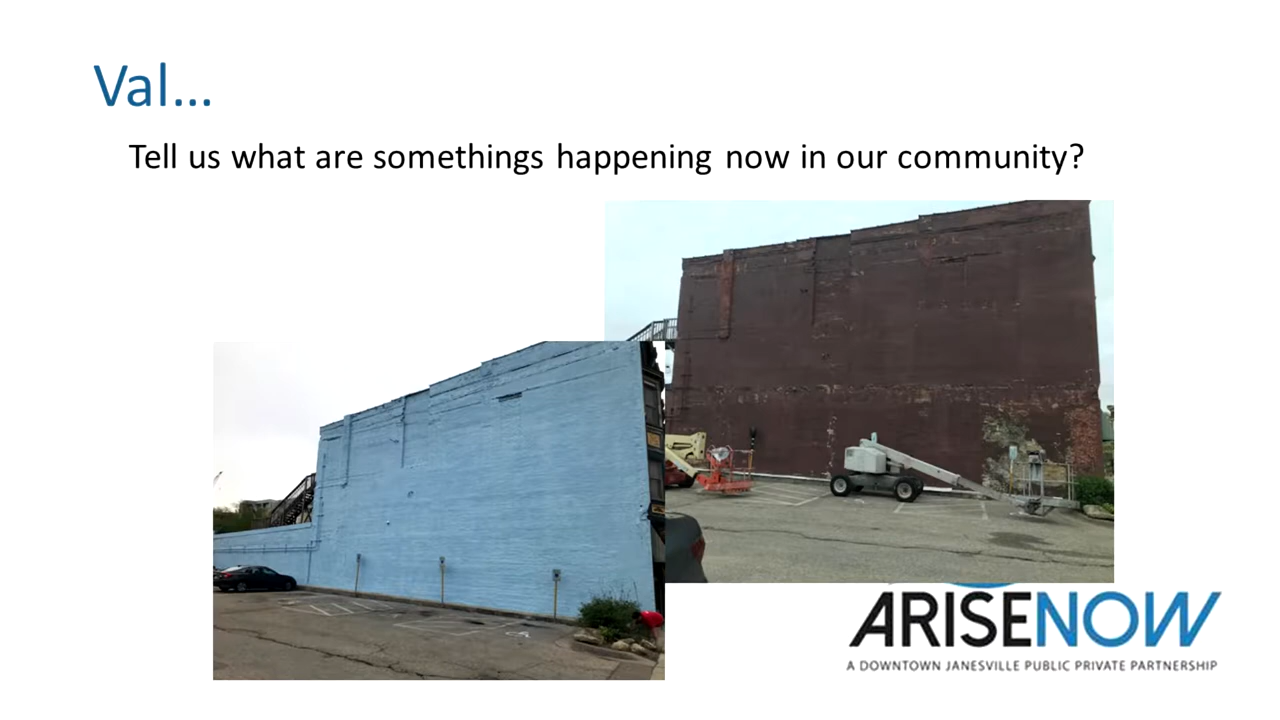 Val...
Tell us what are somethings happening now in our community?
ARISENOW
A DOWNTOWN JANESVILLE PUBLIC PRIVATE PARTNERSHIP